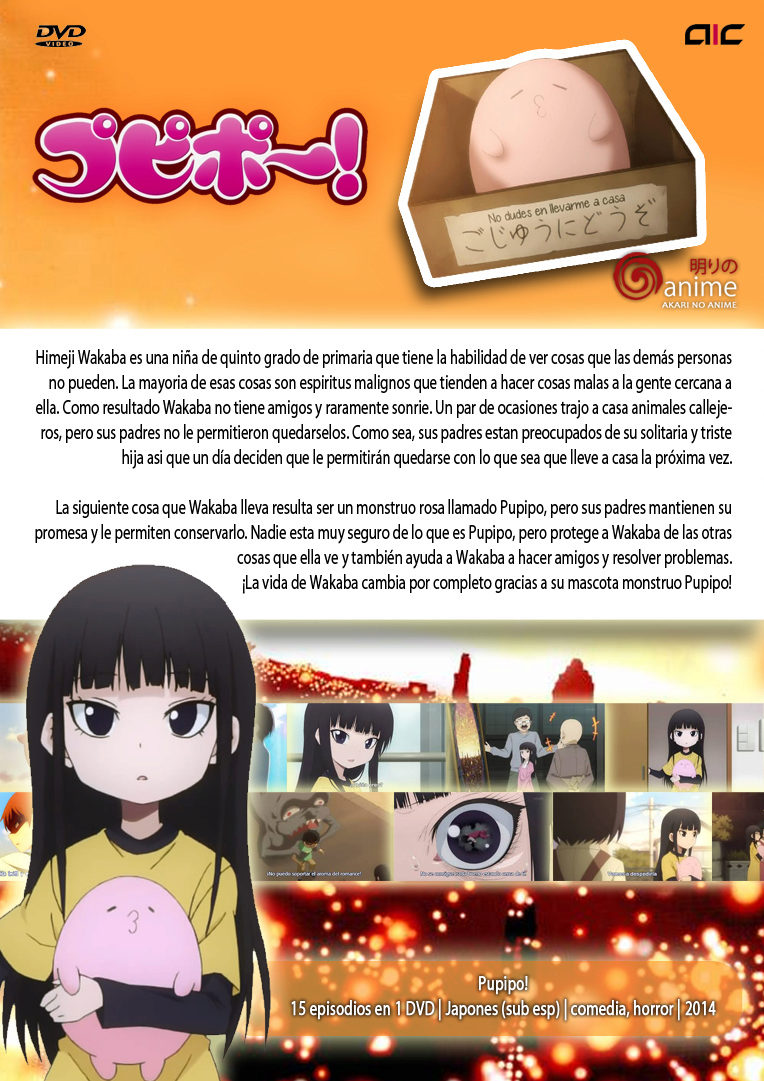 DVD
VIDEO
AIC
プピポー!
No dudes en llevarme a casa
ごじゆうにどうぞ
明りの
anime
AKARI NO ANIME
Himeji Wakaba es una niña de quinto grado de primaria que tiene la habilidad de ver cosas que las demás personas
no pueden. La mayoria de esas cosas son espiritus malignos que tienden a hacer cosas malas a la gente cercana a
ella. Como resultado Wakaba no tiene amigos y raramente sonrie. Un par de ocasiones trajo a casa animales calleje-
ros, pero sus padres no le permitieron quedarselos. Como sea, sus padres estan preocupados de su solitaria y triste
hija asi que un día deciden que le permitirán quedarse con lo que sea que lleve a casa la próxima vez.
La siguiente cosa que Wakaba lleva resulta ser un monstruo rosa llamado Pupipo, pero sus padres mantienen su
promesa y le permiten conservarlo. Nadie esta muy seguro de lo que es Pupipo, pero protege a Wakaba de las otras
cosas que ella ve y también ayuda a Wakaba a hacer amigos y resolver problemas.
¡La vida de Wakaba cambia por completo gracias a su mascota monstruo Pupipo!
¡No puedo soportar el aroma del romance!
Vamos a despedirla
Pupipo!
15 episodios en 1 DVD | Japones (sub esp) | comedia, horror | 2014